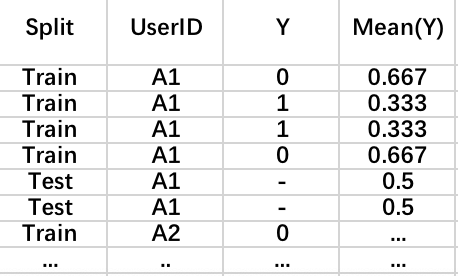 Split UserID Y Mean(Y)
Train A1 0 0.667
Train A1 1 0.333
Train A1 1 0.333
Train A1 0 0.667
Test A1 - 0.5
Test A1 - 0.5
Train A2 0 ...
... .. ... ...